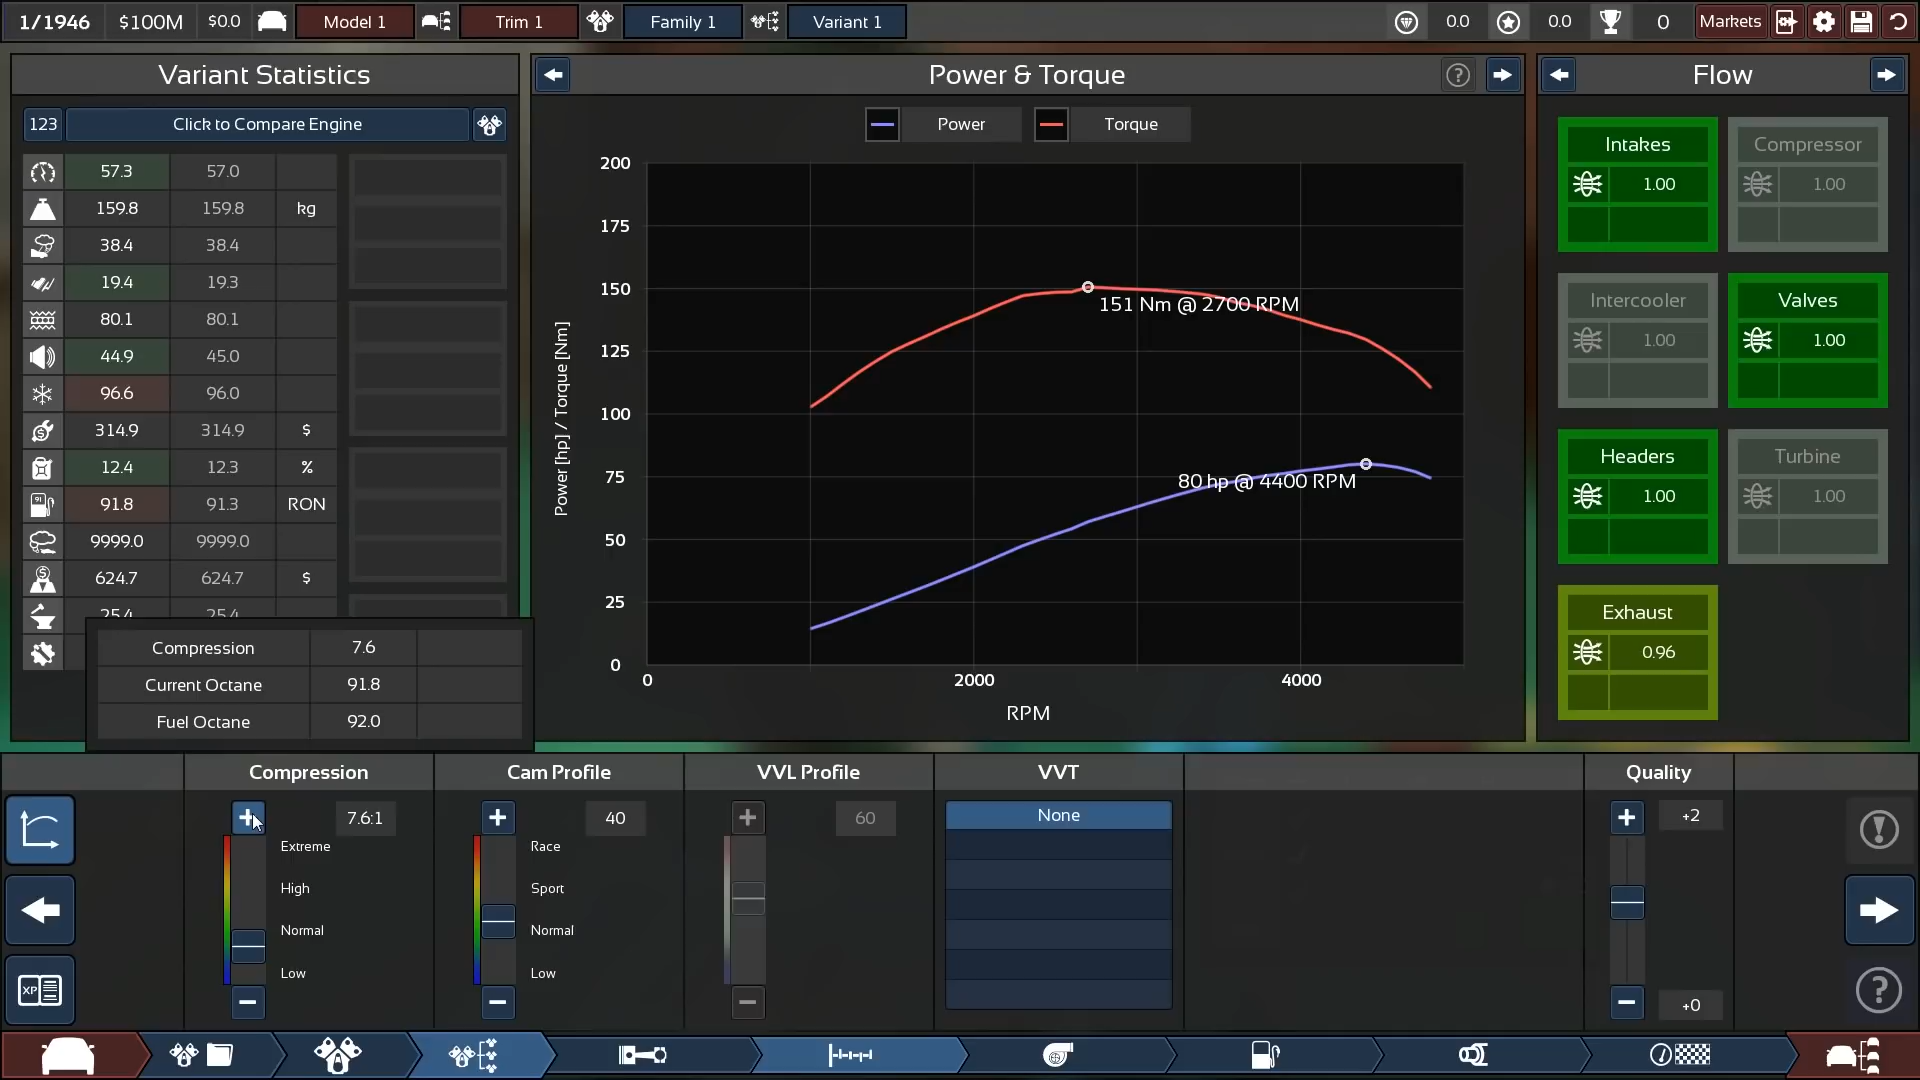 1/1946 $100M $0.0 Model 1 Trim 1 Family 1 Variant 1 0.0 0.0 0 Markets
Variant Statistics
123 Click to Compare Engine
57.3 57.0
159.8 159.8 kg
38.4 38.4
19.4 19.3
80.1 80.1
44.9 45.0
96.6 96.0
314.9 314.9 $
12.4 12.3 %
91 91.8 91.3 RON
9999.0 9999.0
624.7 624.7 $
25.4 25.4
Compression 7.6
Current Octane 91.8
Fuel Octane 92.0
Power & Torque ?
Power Torque
200
175
150
125
100
75
50
25
0
Power [hp] / Torque [Nm]
151 Nm @ 2700 RPM
80 hp @ 4400 RPM
0 2000 4000
RPM
Flow
Intakes
1.00
Compressor
1.00
Intercooler
1.00
Valves
1.00
Headers
1.00
Turbine
1.00
Exhaust
0.96
Compression
+ 7.6:1
Extreme
High
Normal
Low
Cam Profile
+ 40
Race
Sport
Normal
Low
VVL Profile
+ 60
VVT
None
Quality
+ +2
+0
XP
?